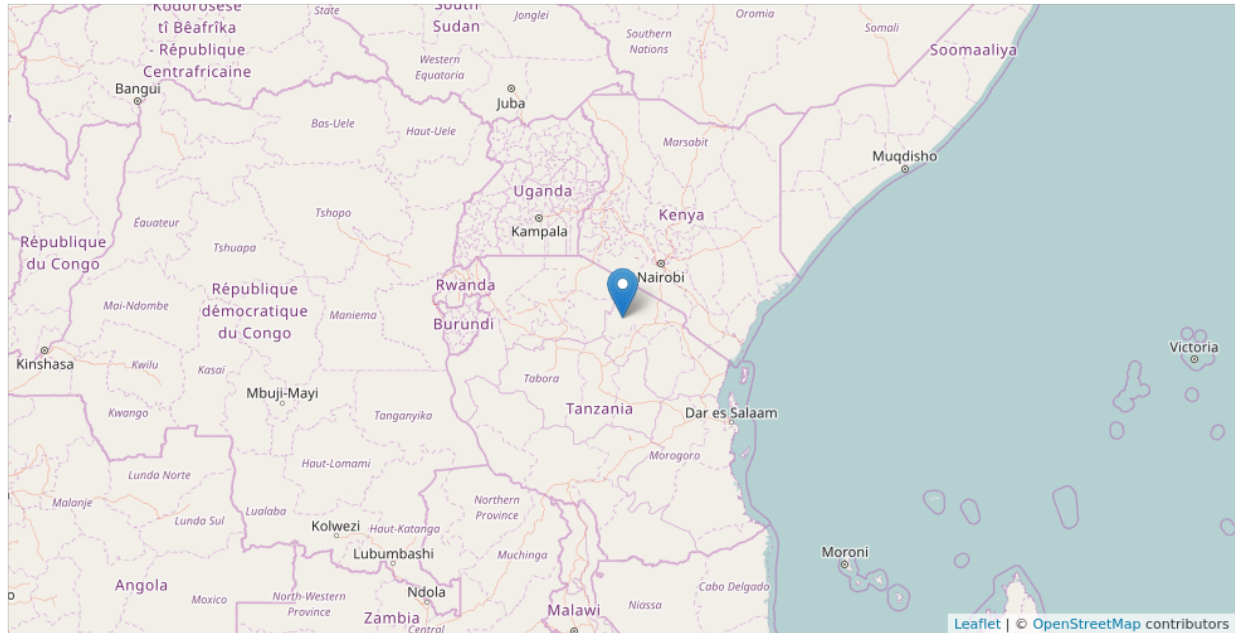 Ködörösêse
tî Bêafrîka
- République
Centrafricaine
State
South
Sudan
Jonglei
Southern
Nations
Oromia
Somali
Soomaaliya
Western
Equatoria
Bangui
Juba
Bas-Uele
Haut-Uele
Marsabit
Muqdisho
Uganda
Kampala
Kenya
Tshopo
Éauteur
République
du Congo
Tshuapa
Nairobi
Rwanda
République
démocratique
du Congo
Mai-Ndombe
Maniema
Burundi
Kinshasa
Kwilu
Kasaï
Victoria
Mbuji-Mayi
Tabora
Kwango
Tanganyika
Tanzania
Dar es Salaam
Haut-Lomami
Morogoro
Lunda Norte
Malanje
Lunda Sul
Lualaba
Northern
Province
Kolwezi
Haut-Katanga
Lubumbashi
Muchinga
Moroni
Angola
Moxico
North-Western
Province
Ndola
Zambia
Central
Malawi
Niassa
Cabo Delgado
Leaflet | © OpenStreetMap contributors